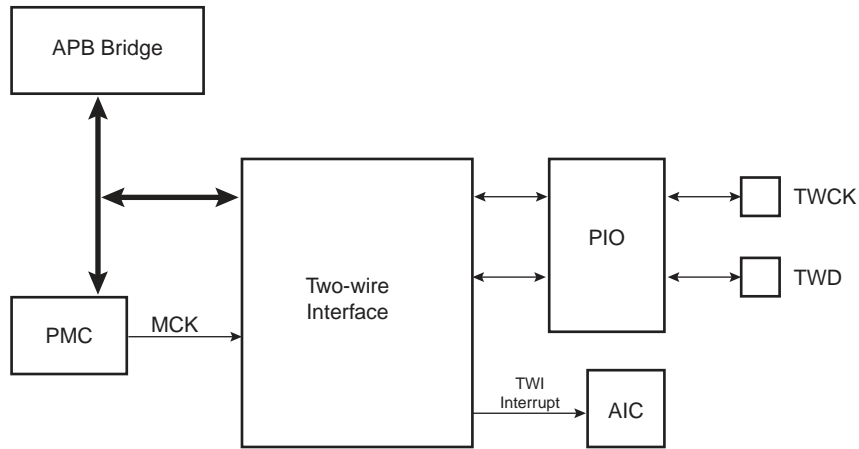 APB Bridge
TWCK
PIO
Two-wire
Interface
TWD
MCK
PMC
TWI
Interrupt
AIC